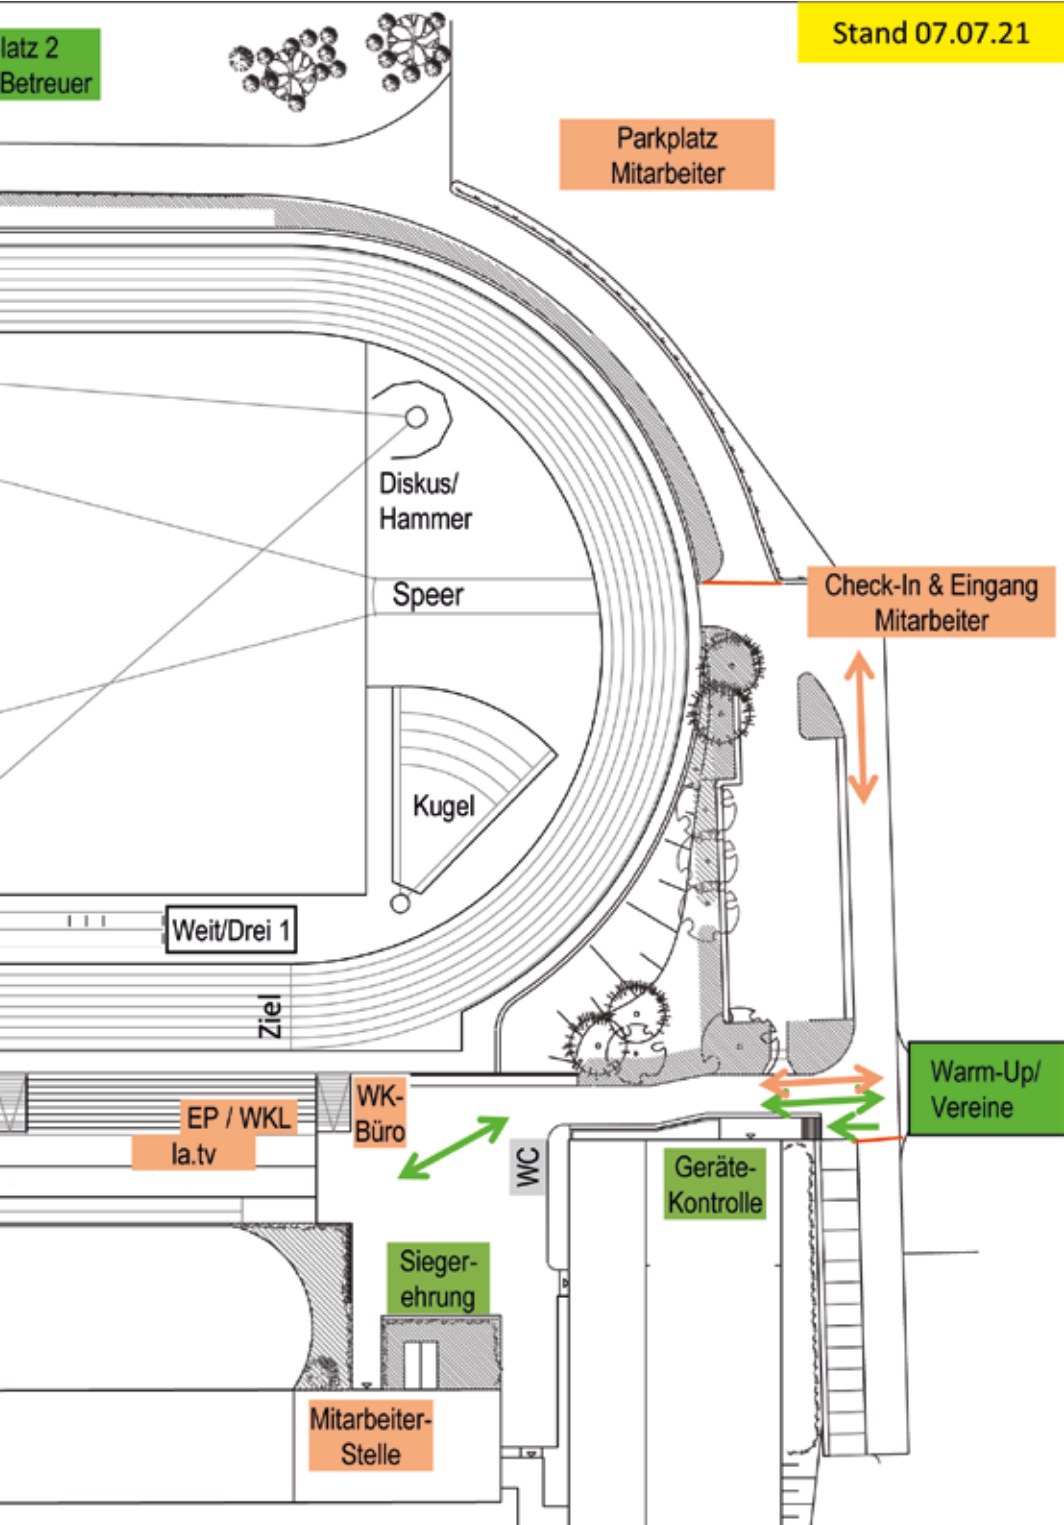 latz 2
Betreuer
Stand 07.07.21
Parkplatz
Mitarbeiter
Diskus/
Hammer
Speer
Check-In & Eingang
Mitarbeiter
Kugel
Weit/Drei 1
Ziel
Warm-Up/
Vereine
EP / WKL
la.tv
WK-
Büro
WC
Geräte-
Kontrolle
Sieger-
ehrung
Mitarbeiter-
Stelle